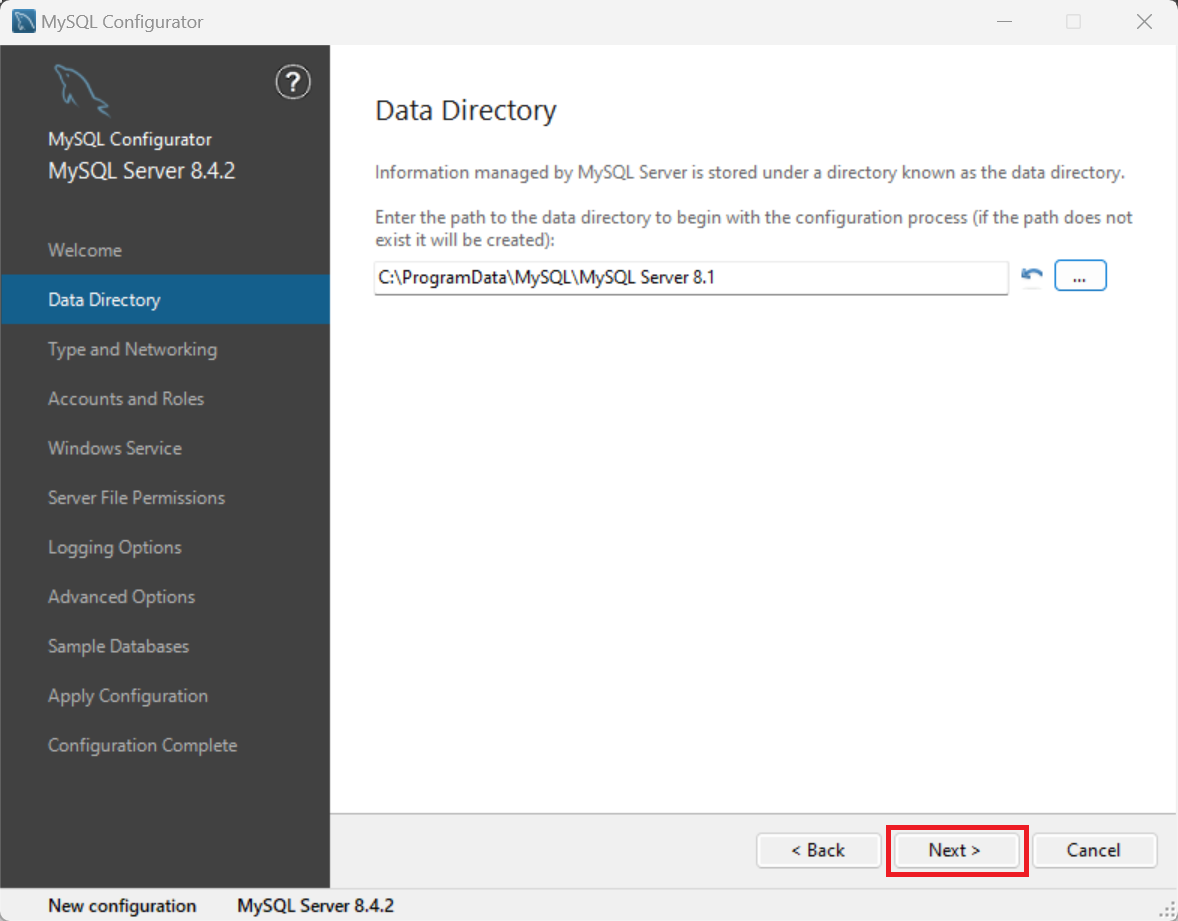 MySQL Configurator
?
MySQL Configurator
MySQL Server 8.4.2
Welcome
Data Directory
Type and Networking
Accounts and Roles
Windows Service
Server File Permissions
Logging Options
Advanced Options
Sample Databases
Apply Configuration
Configuration Complete
Data Directory
Information managed by MySQL Server is stored under a directory known as the data directory.
Enter the path to the data directory to begin with the configuration process (if the path does not
exist it will be created):
C:\ProgramData\MySQL\MySQL Server 8.1
...
< Back
Next >
Cancel
New configuration
MySQL Server 8.4.2